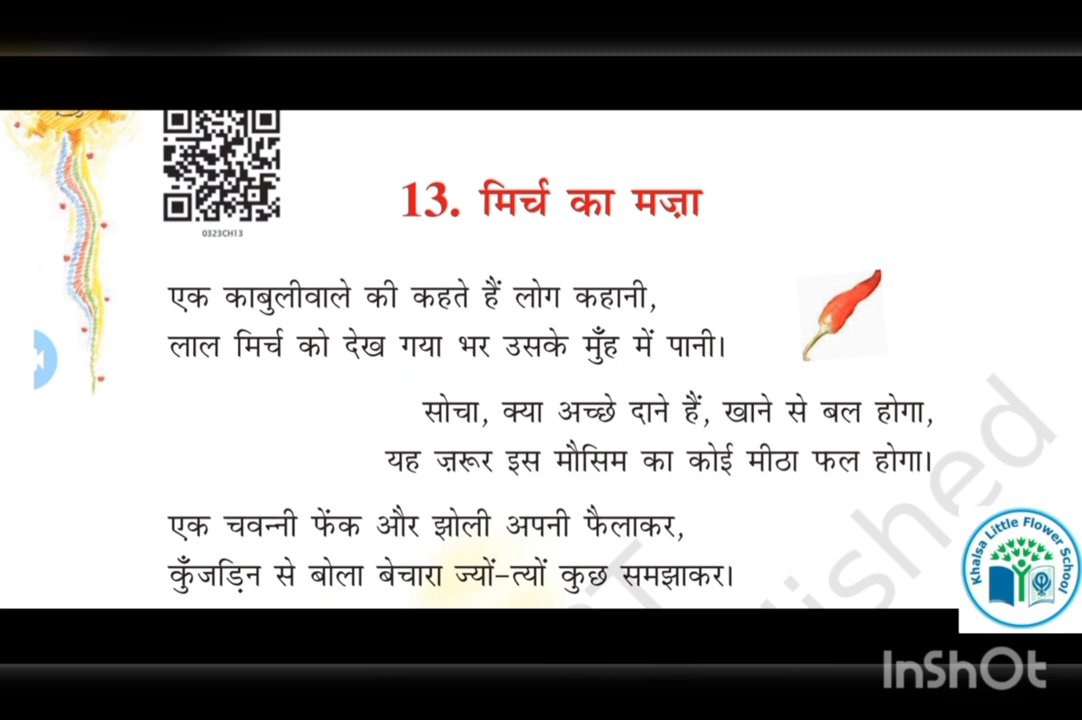 0323CH13
13. मिर्च का मज़ा
एक काबुलीवाले की कहते हैं लोग कहानी,
लाल मिर्च को देख गया भर उसके मुँह में पानी।
सोचा, क्या अच्छे दाने हैं, खाने से बल होगा,
यह ज़रूर इस मौसिम का कोई मीठा फल होगा।
एक चवन्नी फेंक और झोली अपनी फैलाकर,
कुँजड़िन से बोला बेचारा ज्यों-त्यों कुछ समझाकर।
Khalsa Little Flower School
InShOt